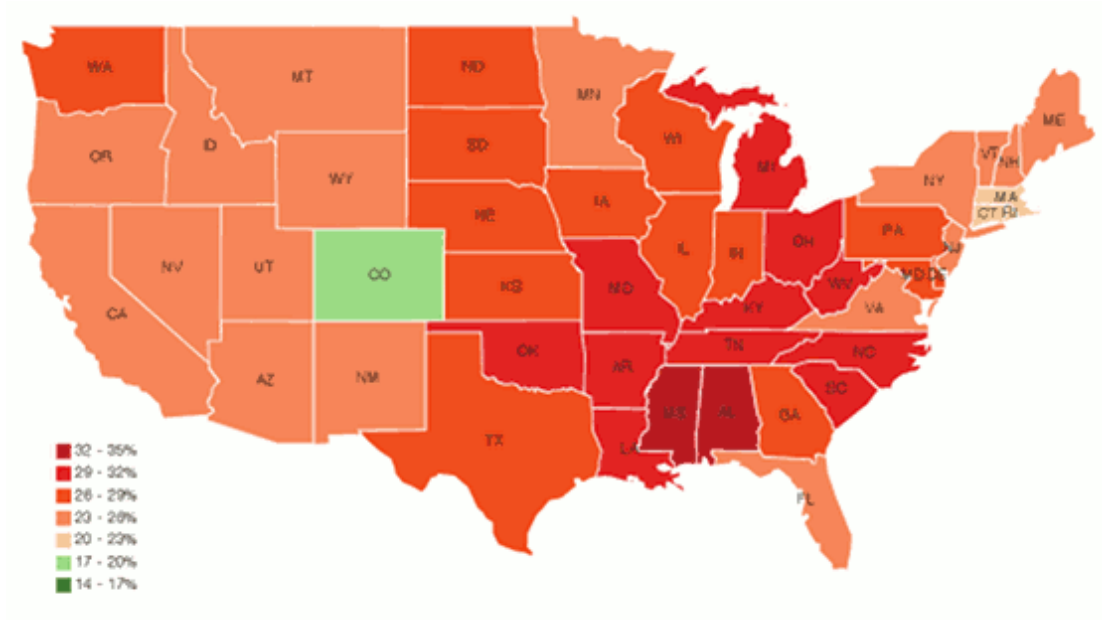 WA
MT
ND
MN
OR
ID
WY
SD
WI
MI
ME
VT
NH
NY
MA
CT RI
NV
UT
CO
NE
IA
IL
IN
OH
PA
NJ
MD DE
WV
VA
CA
KS
MO
KY
AZ
NM
OK
AR
TN
NC
SC
TX
LA
MS
AL
GA
FL
32 - 35%
29 - 32%
26 - 29%
23 - 26%
20 - 23%
17 - 20%
14 - 17%